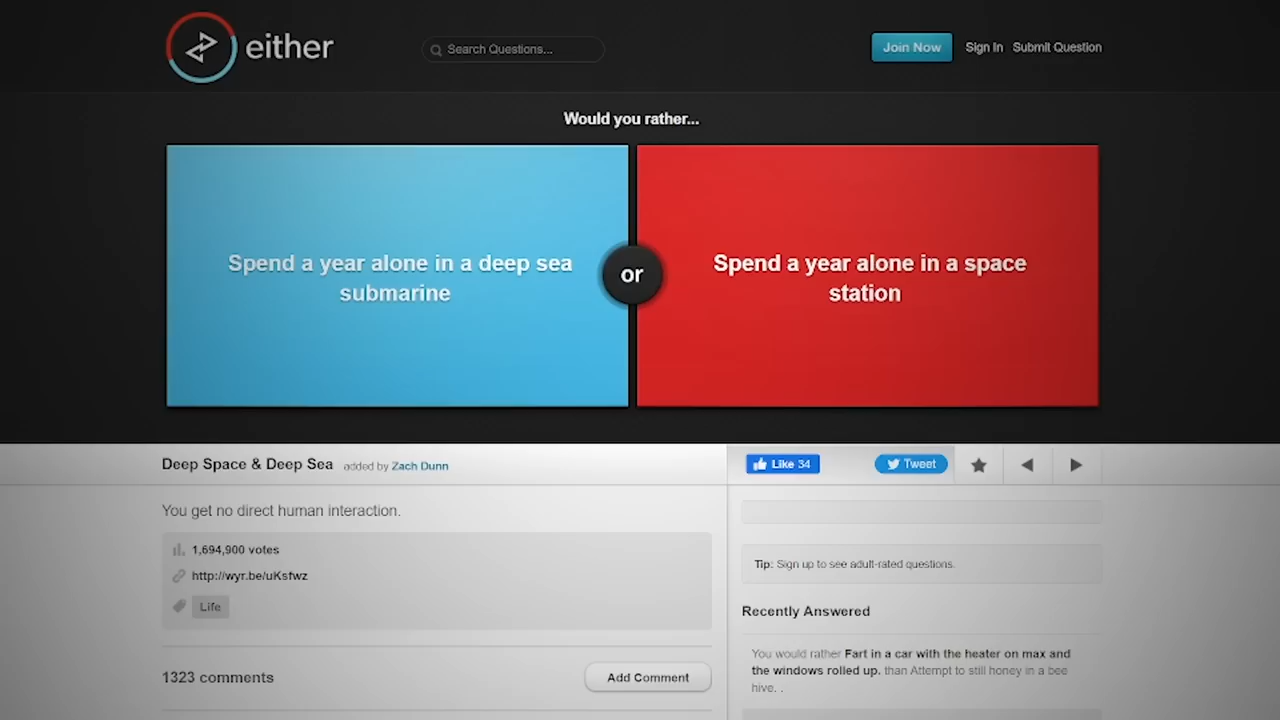 either
Search Questions...
Join Now
Sign In
Submit Question
Would you rather...
Spend a year alone in a deep sea
submarine
or
Spend a year alone in a space
station
Deep Space & Deep Sea added by Zach Dunn
Like 34
Tweet
You get no direct human interaction.
1,694,900 votes
http://wyr.be/uKsfwz
Life
1323 comments
Add Comment
Tip: Sign up to see adult-rated questions.
Recently Answered
You would rather Fart in a car with the heater on max and
the windows rolled up. than Attempt to still honey in a bee
hive. .